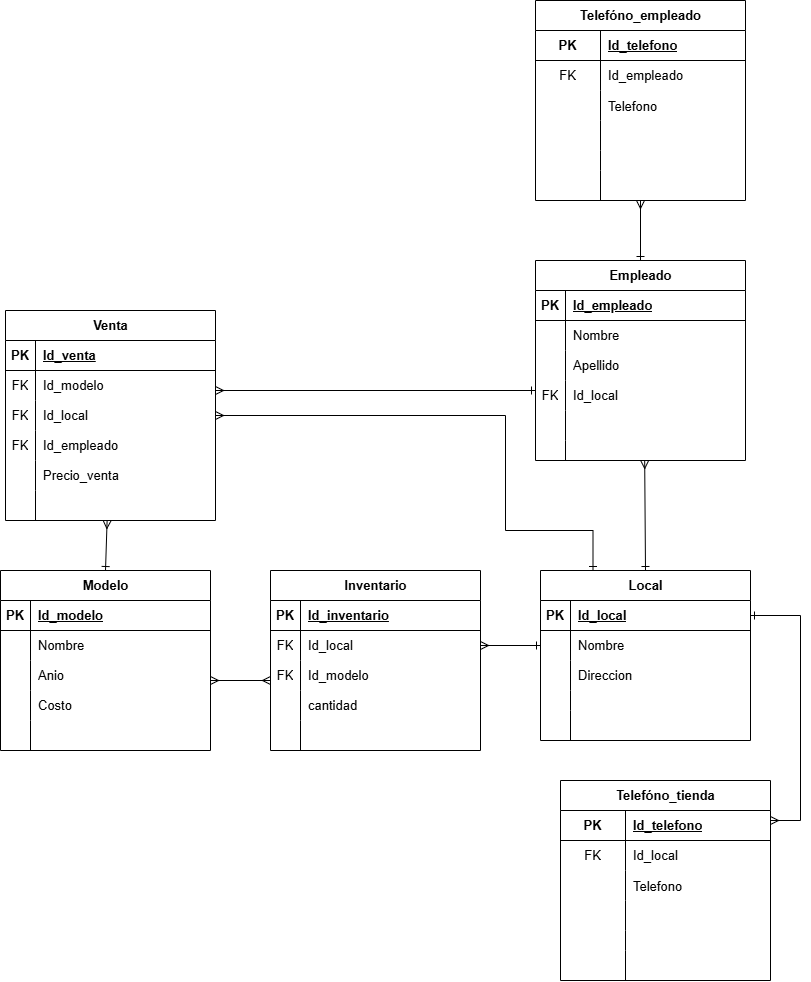 Telefóno_empleado
PK Id_telefono
FK Id_empleado
Telefono
Empleado
PK Id_empleado
Nombre
Apellido
FK Id_local
Venta
PK Id_venta
FK Id_modelo
FK Id_local
FK Id_empleado
Precio_venta
Modelo
PK Id_modelo
Nombre
Anio
Costo
Inventario
PK Id_inventario
FK Id_local
FK Id_modelo
cantidad
Local
PK Id_local
Nombre
Direccion
Telefóno_tienda
PK Id_telefono
FK Id_local
Telefono